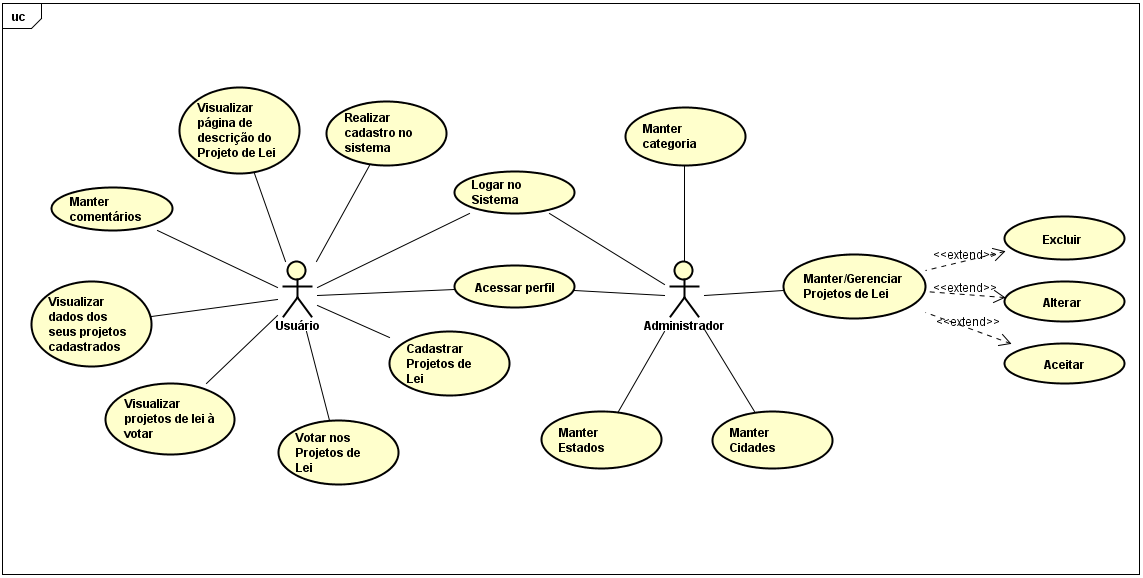 uc
Visualizar
página de
descrição do
Projeto de Lei
Realizar
cadastro no
sistema
Manter
categoria
Logar no
Sistema
Manter
comentários
Excluir
<<extend>>
Manter/Gerenciar
Projetos de Lei
Acessar perfil
<<extend>>
Alterar
Visualizar
dados dos
seus projetos
cadastrados
Usuário
Administrador
<<extend>>
Cadastrar
Projetos de
Lei
Aceitar
Visualizar
projetos de lei à
votar
Votar nos
Projetos de
Lei
Manter
Estados
Manter
Cidades